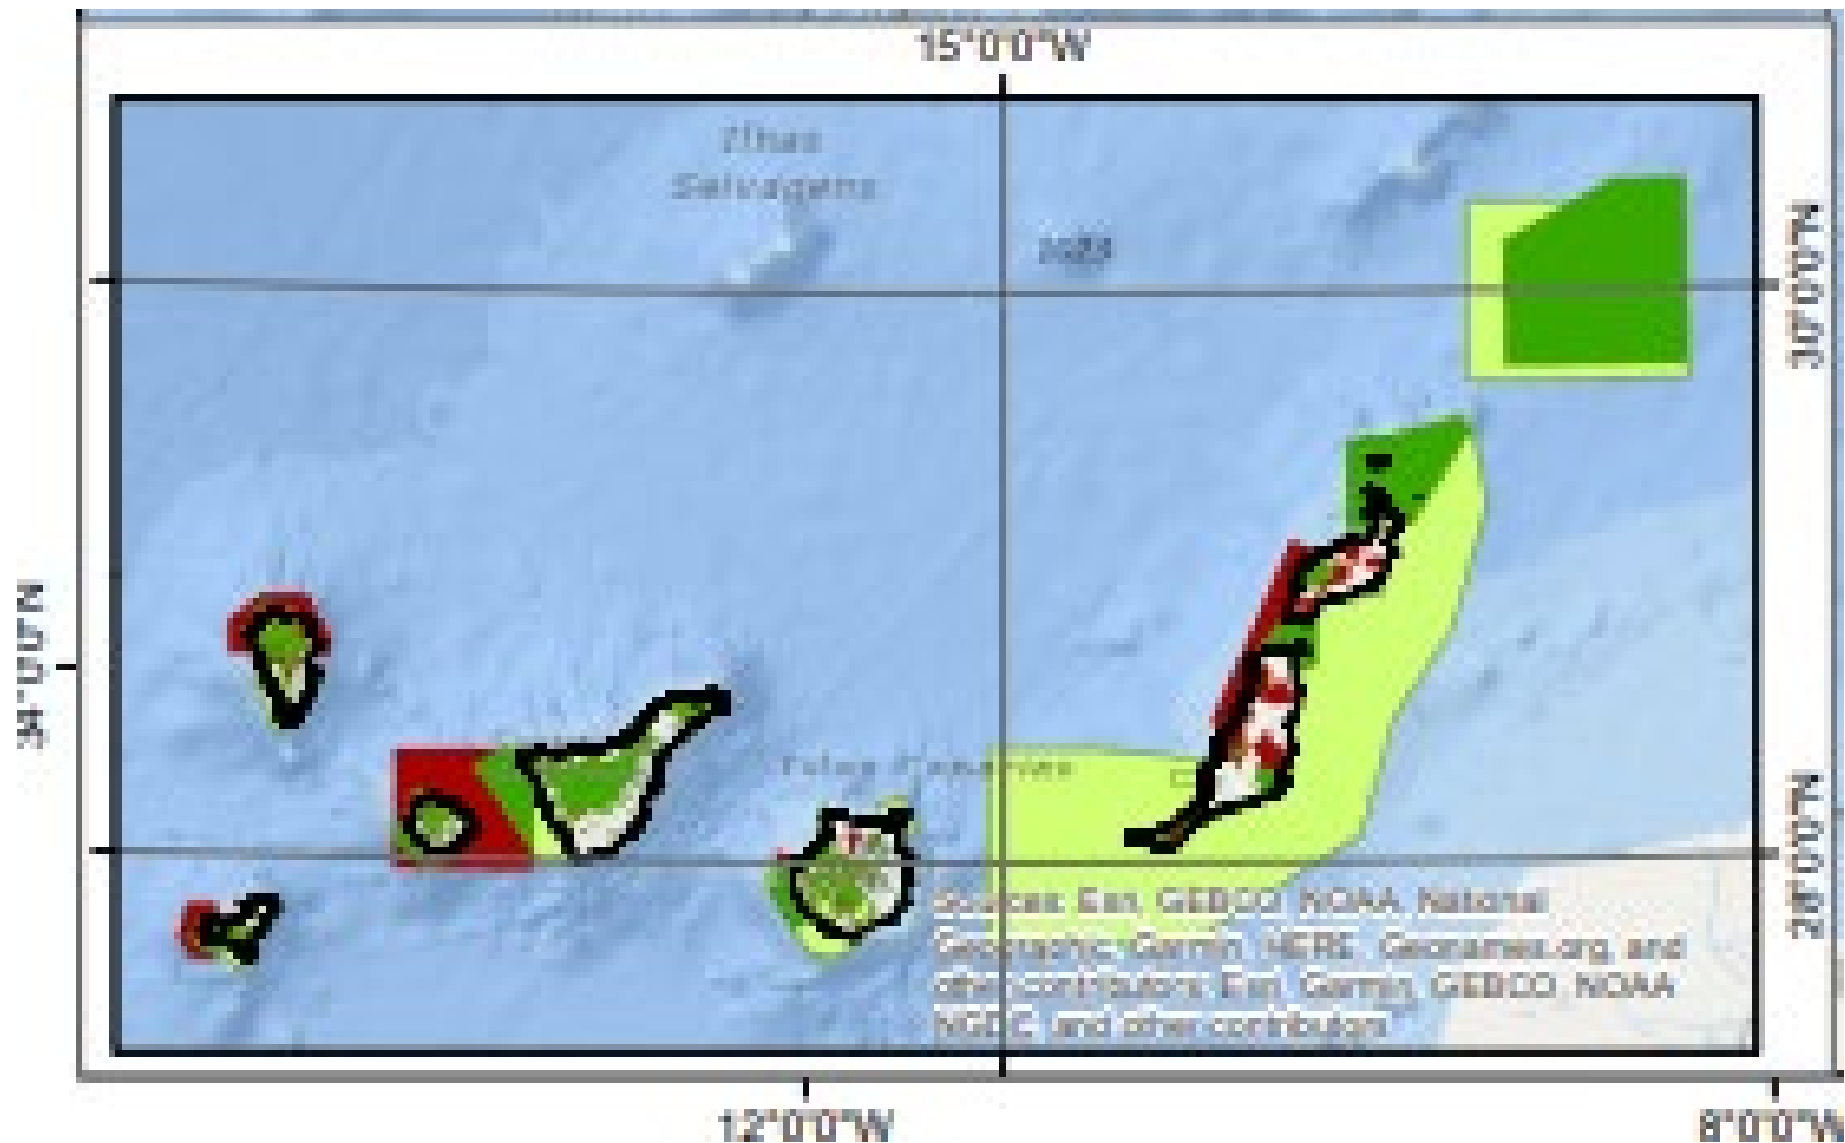 15°0'0"W
Ilhas
Selvagens
30°0'0"N
34°0'0"N
Islas Canarias
28°0'0"N
Sources: Esri, GEBCO, NOAA, National
Geographic, Garmin, HERE, Geonames.org, and
other contributors, Esri, Garmin, GEBCO, NOAA
NGDC, and other contributors
12°0'0"W
8°0'0"W